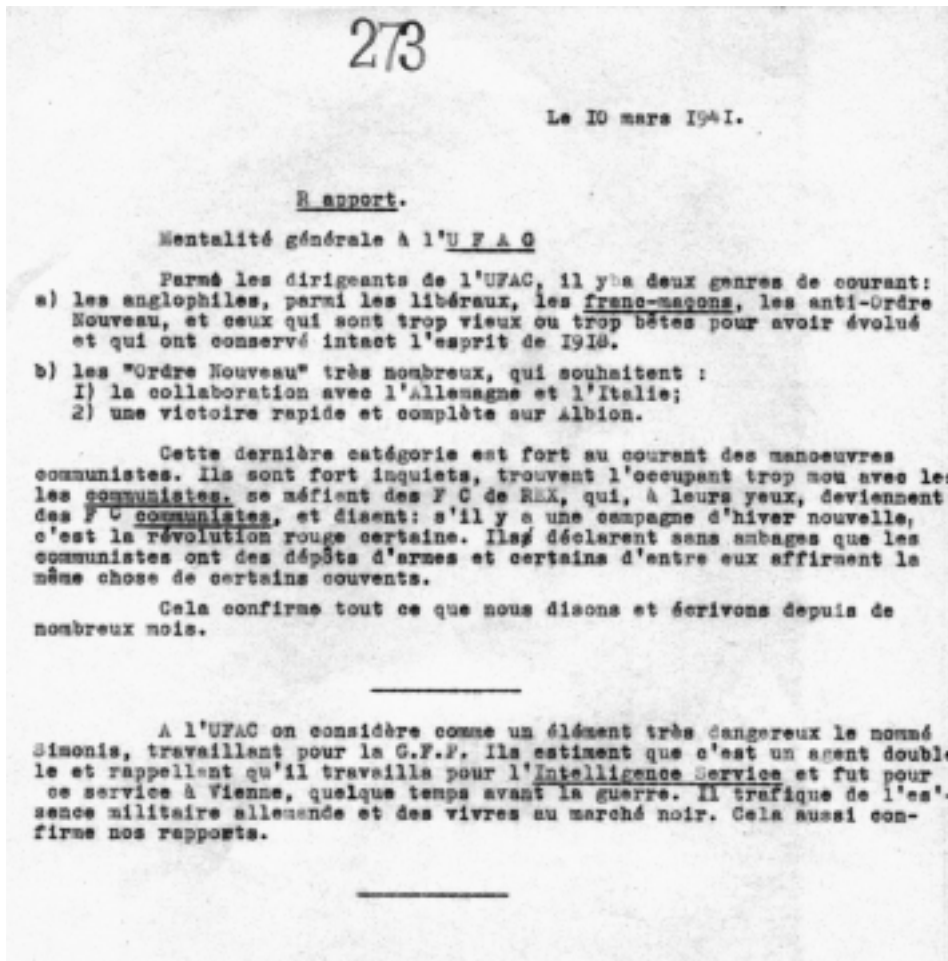 273
Le IO mars I94I.
R apport.
Mentalité générale à l'U F A C
Parmé les dirigeants de l'UFAC, il yba deux genres de courant:
a) les anglophiles, parmi les libéraux, les franc-maçons, les anti-Ordre
Nouveau, et ceux qui sont trop vieux ou trop bêtes pour avoir évolué
et qui ont conservé intact l'esprit de I9I8.
b) les "Ordre Nouveau" très nombreux, qui souhaitent :
I) la collaboration avec l'Allemagne et l'Italie;
2) une victoire rapide et complète sur Albion.
Cette dernière catégorie est fort au courant des manoeuvres
communistes. Ils sont fort inquiets, trouvent l'occupant trop mou avec les
les communistes. se méfient des F C de REX, qui, à leurs yeux, deviennent
des F C communistes, et disent: s'il y a une campagne d'hiver nouvelle,
c'est la révolution rouge certaine. Ils déclarent sans ambages que les
communistes ont des dépôts d'armes et certains d'entre eux affirment la
même chose de certains couvents.
Cela confirme tout ce que nous disons et écrivons depuis de
nombreux mois.
A l'UFAC on considère comme un élément très dangereux le nommé
Simonis, travaillant pour la G.F.P. Ils estiment que c'est un agent doubl
le et rappellent qu'il travailla pour l'Intelligence Service et fut pour
ce service à Vienne, quelque temps avant la guerre. Il trafique de l'es'-
sence militaire allemande et des vivres au marché noir. Cela aussi con-
firme nos rapports.